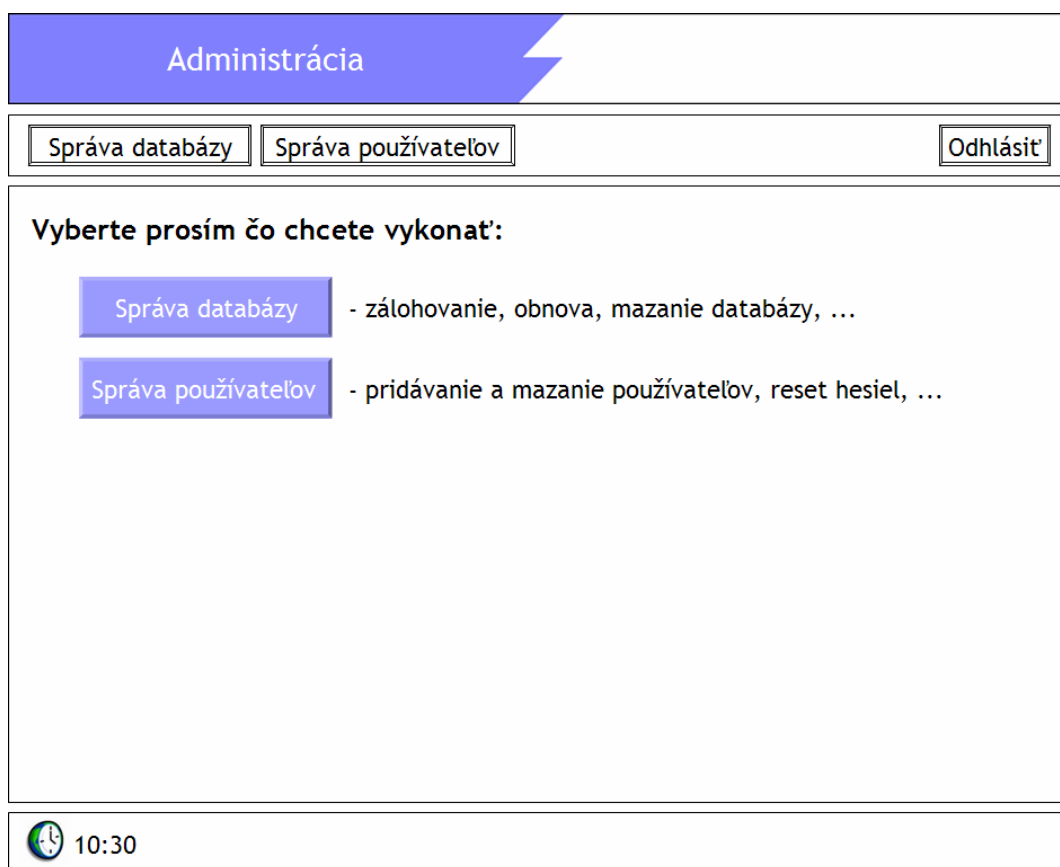 Administrácia
Správa databázy Správa používateľov Odhlásiť
Vyberte prosím čo chcete vykonať:
Správa databázy - zálohovanie, obnova, mazanie databázy, ...
Správa používateľov - pridávanie a mazanie používateľov, reset hesiel, ...
10:30